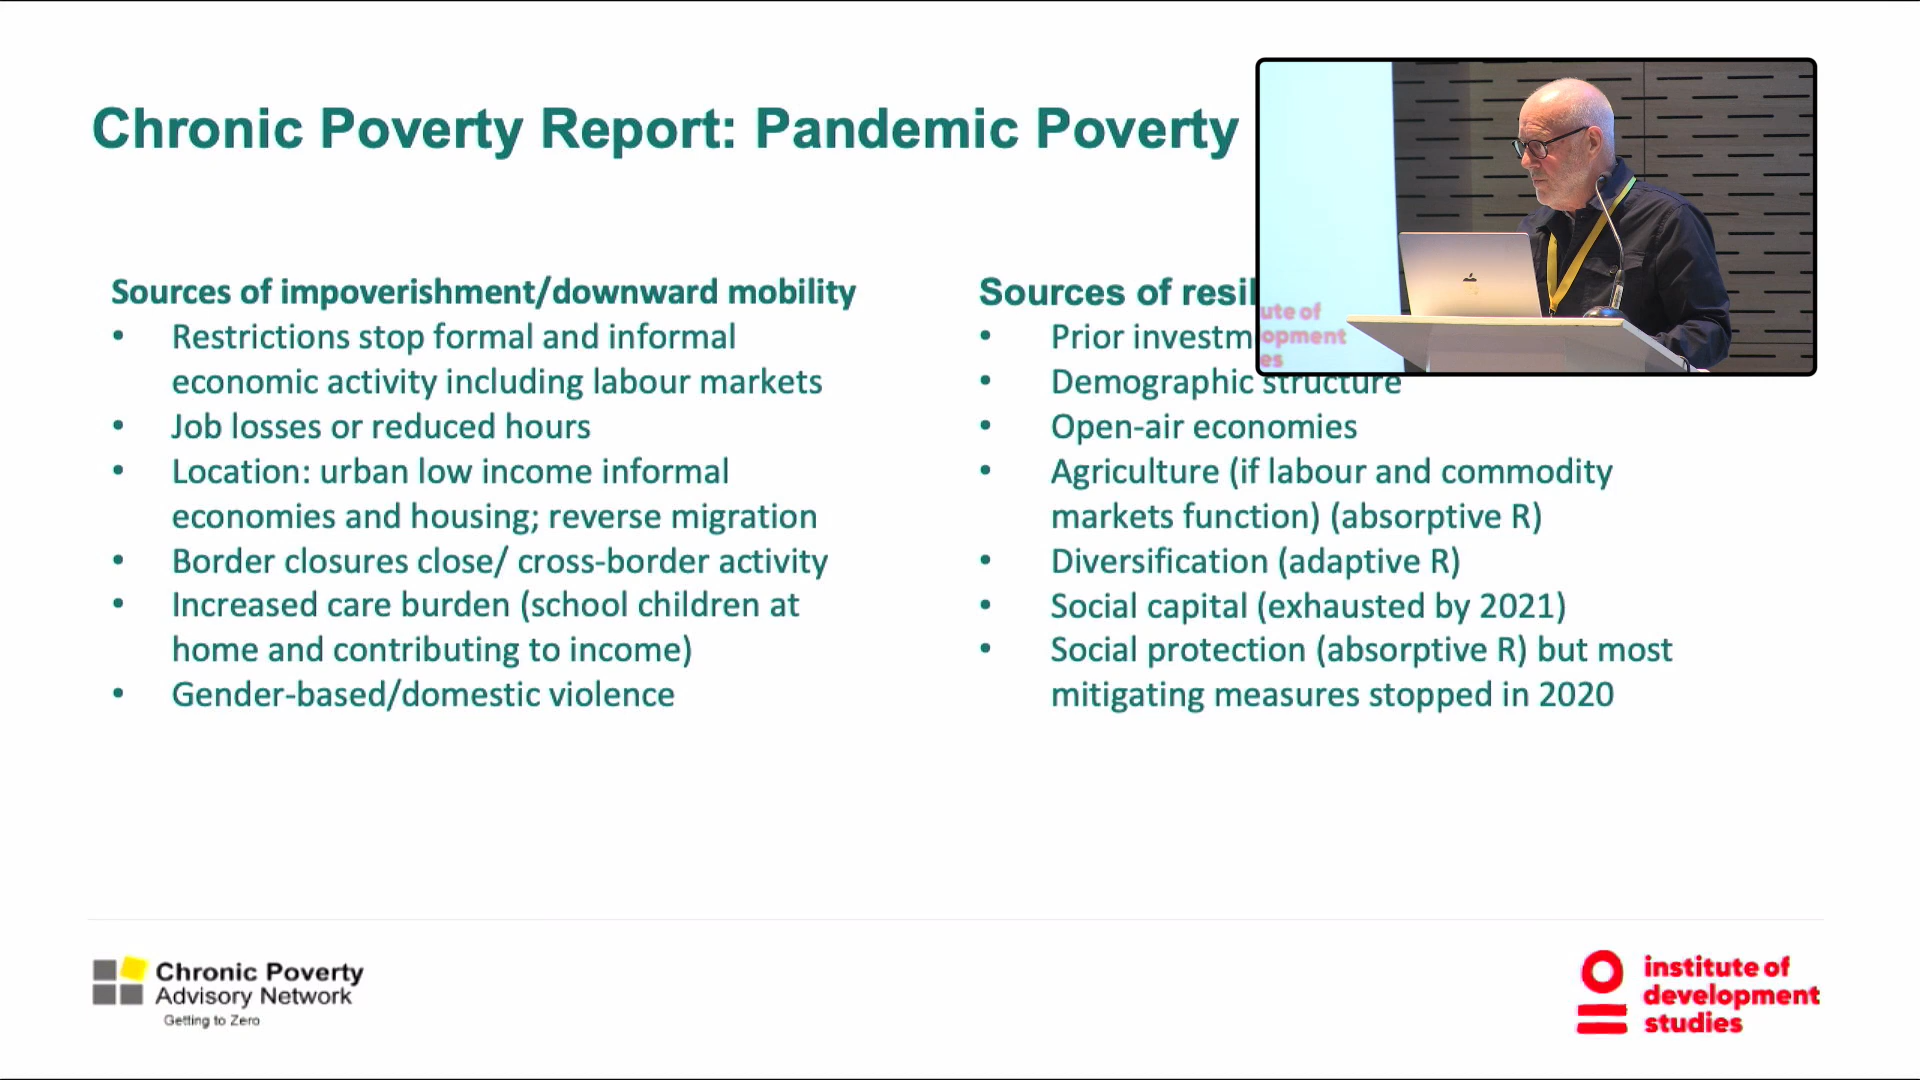 Chronic Poverty Report: Pandemic Poverty
Sources of impoverishment/downward mobility
• Restrictions stop formal and informal
economic activity including labour markets
• Job losses or reduced hours
• Location: urban low income informal
economies and housing; reverse migration
• Border closures close/ cross-border activity
• Increased care burden (school children at
home and contributing to income)
• Gender-based/domestic violence
Sources of
• Prior
• Demographic structure
• Open-air economies
• Agriculture (if labour and commodity
markets function) (absorptive R)
• Diversification (adaptive R)
• Social capital (exhausted by 2021)
• Social protection (absorptive R) but most
mitigating measures stopped in 2020
Chronic Poverty
Advisory Network
Getting to Zero
institute of
development
studies